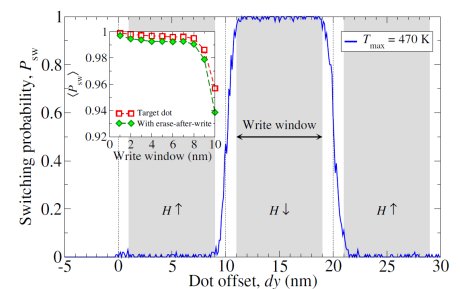 Switching probability, P_sw
1
0.8
0.6
0.4
0.2
0
T_max = 470 K
⟨P_sw⟩
1
0.98
0.96
0.94
0.92
Target dot
With erase-after-write
0 2 4 6 8 10
Write window (nm)
Write window
H↑
H↓
H↑
-5 0 5 10 15 20 25 30
Dot offset, dy (nm)